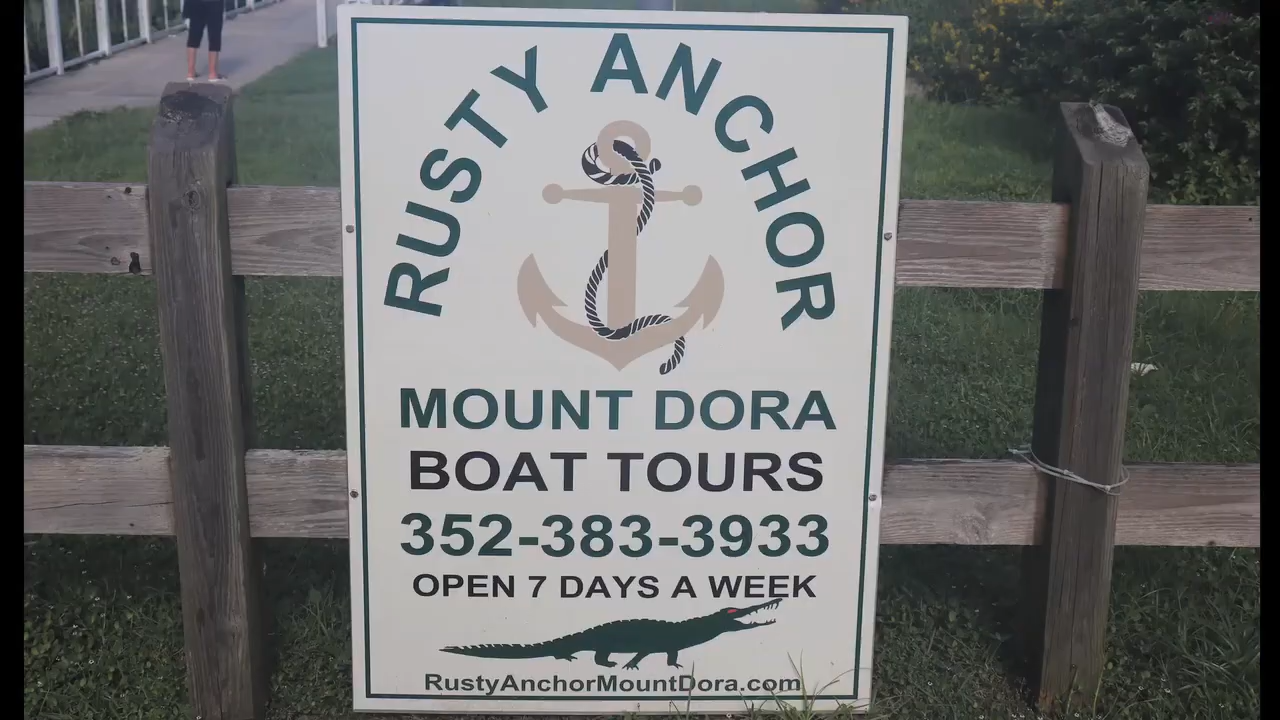 RUSTY ANCHOR
MOUNT DORA
BOAT TOURS
352-383-3933
OPEN 7 DAYS A WEEK
RustyAnchorMountDora.com